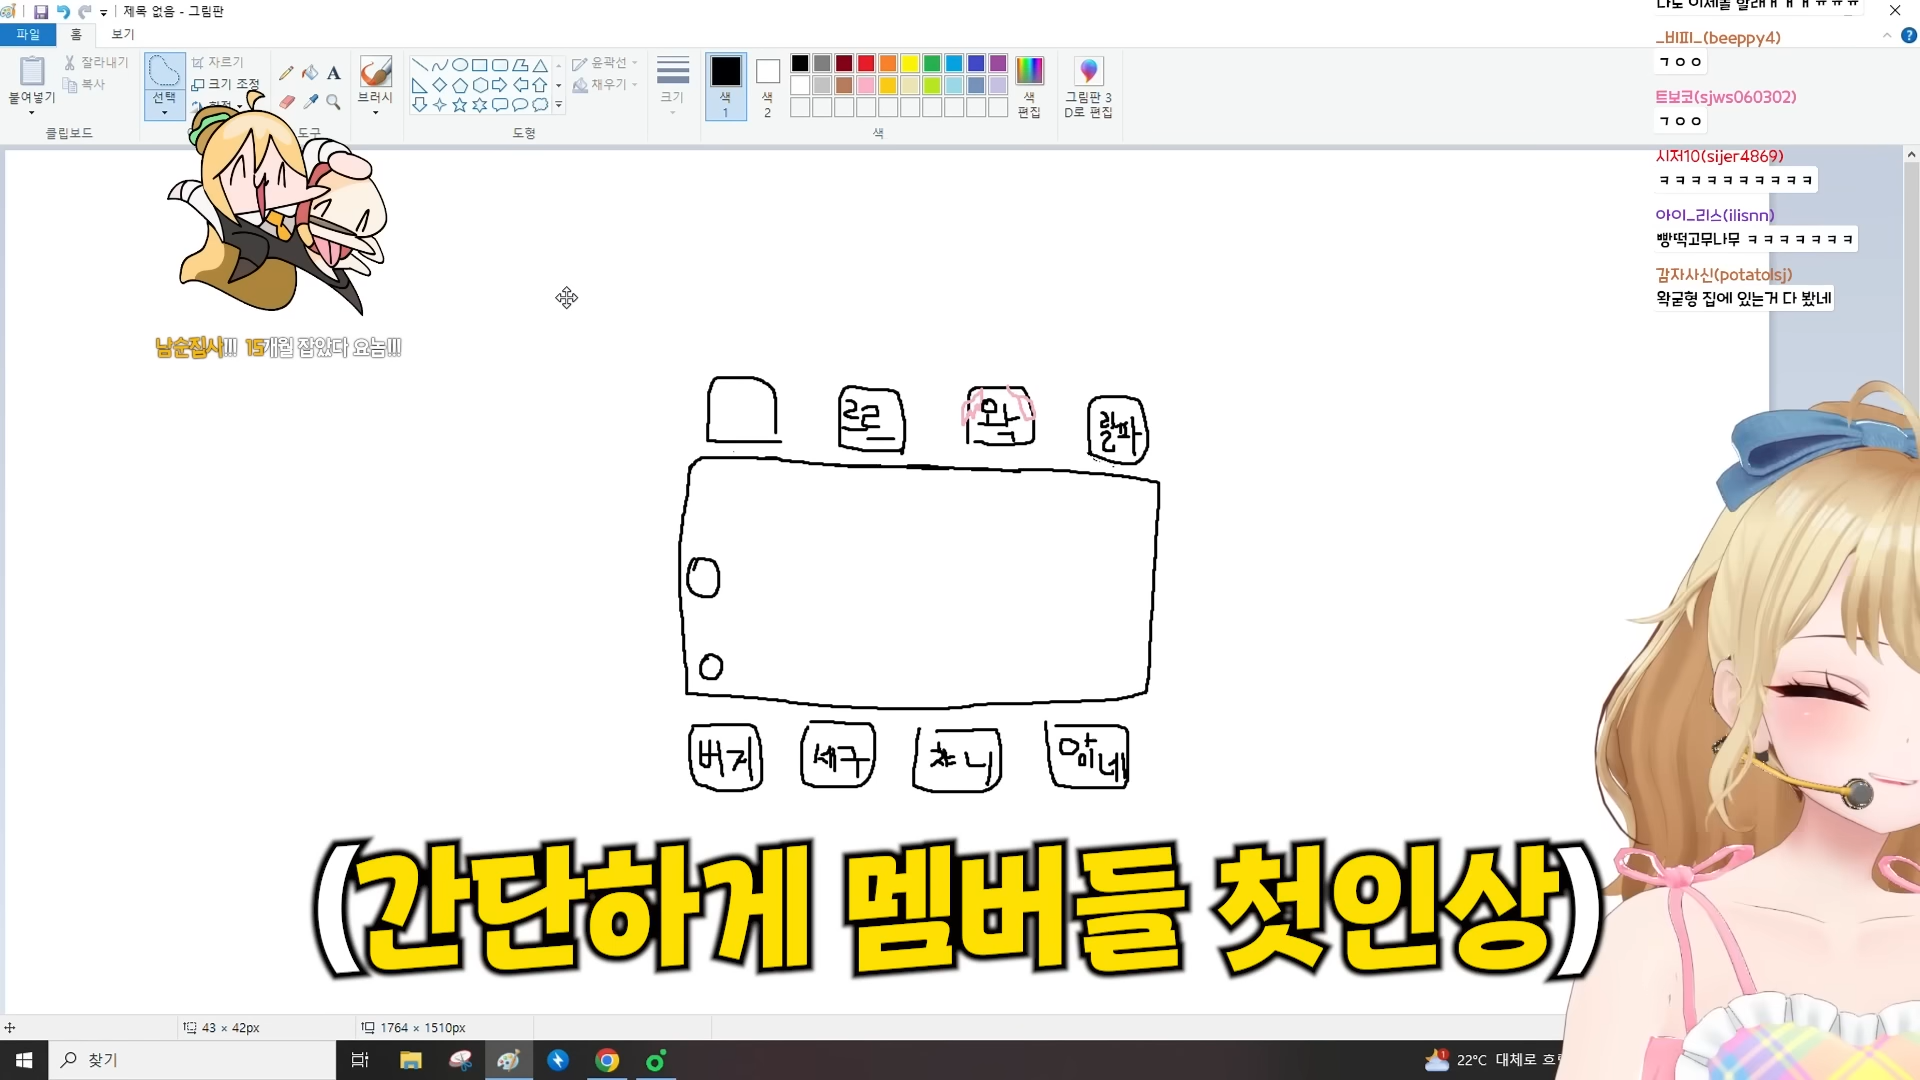 제목 없음 - 그림판
파일 홈 보기
붙여넣기
잘라내기
복사
클립보드
선택
자르기
크기 조정
도구
브러시
도형
윤곽선
채우기
크기
색 1
색 2
색
색 편집
그림판 3D로 편집
_비피_(beeppy4)
ㄱㅇㅇ
트보코(sjws060302)
ㄱㅇㅇ
시저10(sijer4869)
ㅋㅋㅋㅋㅋㅋㅋㅋㅋㅋ
아이_리스(ilisnn)
빵떡고무나무 ㅋㅋㅋㅋㅋㅋㅋ
감자사신(potatolsj)
왁굳형 집에 있는거 다 봤네
남순집사!!! 15개월 잡았다 요놈!!!
르르 왁 릴파
버지 세구 챠니 아이네
(간단하게 멤버들 첫인상)
43 × 42px
1764 × 1510px
찾기
22°C 대체로 흐